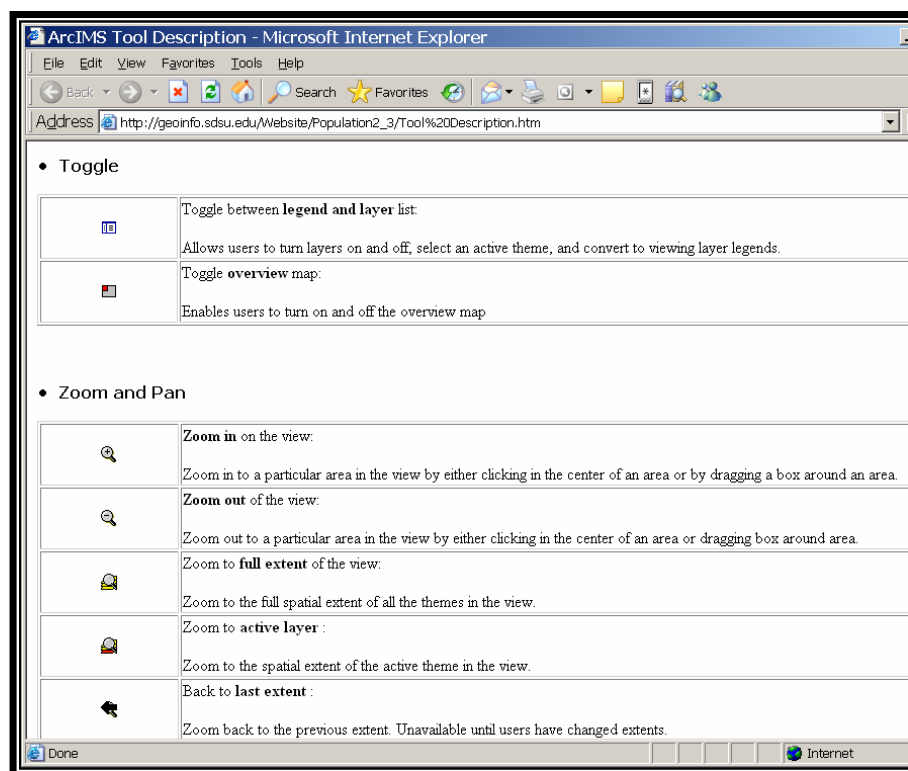 ArcIMS Tool Description - Microsoft Internet Explorer
File Edit View Favorites Tools Help
Back Search Favorites
Address http://geoinfo.sdsu.edu/Website/Population2_3/Tool%20Description.htm
• Toggle
Toggle between legend and layer list:
Allows users to turn layers on and off, select an active theme, and convert to viewing layer legends.
Toggle overview map:
Enables users to turn on and off the overview map
• Zoom and Pan
Zoom in on the view:
Zoom in to a particular area in the view by either clicking in the center of an area or by dragging a box around an area.
Zoom out of the view:
Zoom out to a particular area in the view by either clicking in the center of an area or dragging box around area.
Zoom to full extent of the view:
Zoom to the full spatial extent of all the themes in the view.
Zoom to active layer :
Zoom to the spatial extent of the active theme in the view.
Back to last extent :
Zoom back to the previous extent. Unavailable until users have changed extents.
Done Internet